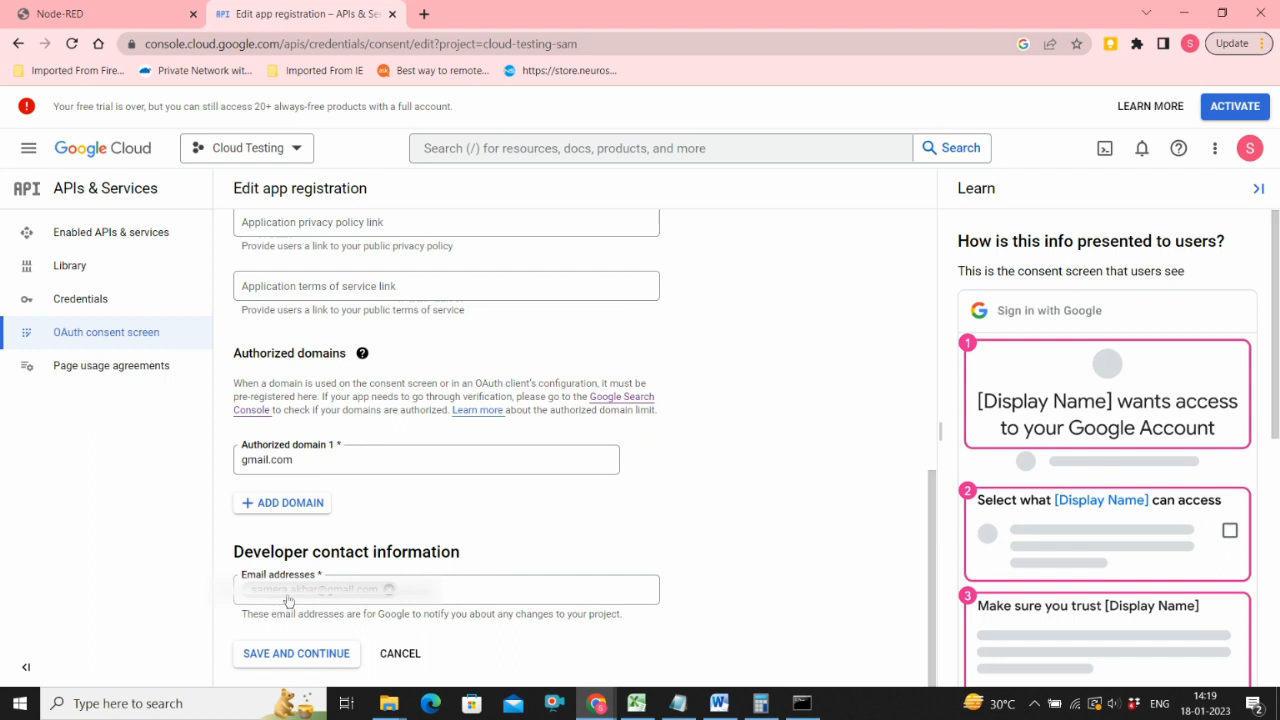 Node-RED
API Edit app registration – APIs & Se
console.cloud.google.com/apis/credentials/consent/edit?project=cloud-testing-sam
S
Update
Imported From Fire...
Private Network wit...
Imported From IE
ask
Best way to remote...
https://store.neuros...
Your free trial is over, but you can still access 20+ always-free products with a full account.
LEARN MORE
ACTIVATE
Google Cloud
Cloud Testing
Search (/) for resources, docs, products, and more
Search
S
API APIs & Services
Edit app registration
Learn
Enabled APIs & services
Library
Credentials
OAuth consent screen
Page usage agreements
Application privacy policy link
Provide users a link to your public privacy policy
Application terms of service link
Provide users a link to your public terms of service
Authorized domains
When a domain is used on the consent screen or in an OAuth client's configuration, it must be
pre-registered here. If your app needs to go through verification, please go to the Google Search
Console to check if your domains are authorized. Learn more about the authorized domain limit.
Authorized domain 1 *
gmail.com
+ ADD DOMAIN
Developer contact information
Email addresses *
samera.akbar@gmail.com
These email addresses are for Google to notify you about any changes to your project.
SAVE AND CONTINUE
CANCEL
How is this info presented to users?
This is the consent screen that users see
Sign in with Google
1
[Display Name] wants access
to your Google Account
2
Select what [Display Name] can access
3
Make sure you trust [Display Name]
Type here to search
30°C
ENG
14:19
18-01-2023
2